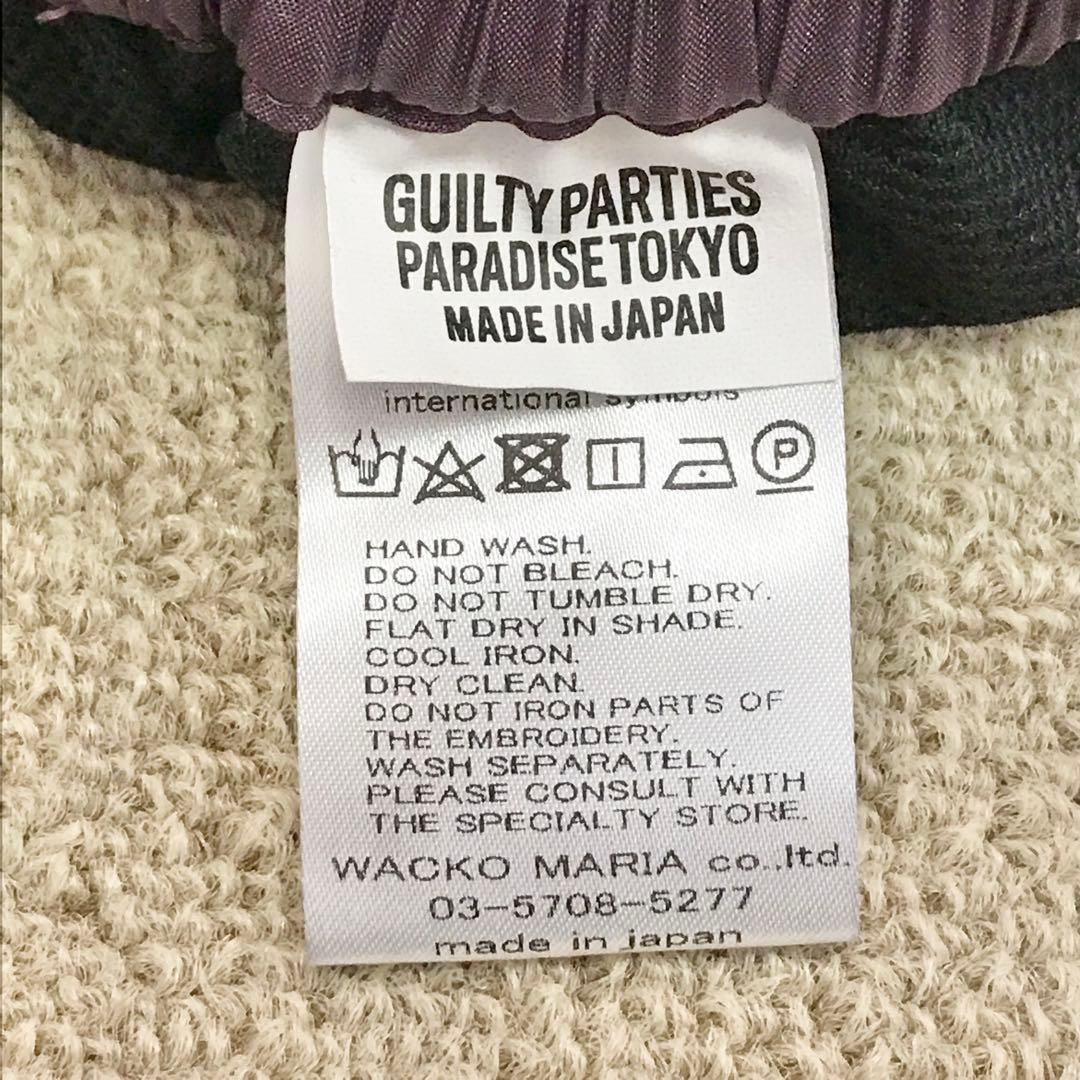 GUILTY PARTIES
PARADISE TOKYO
MADE IN JAPAN
international symbols
P
HAND WASH.
DO NOT BLEACH.
DO NOT TUMBLE DRY.
FLAT DRY IN SHADE.
COOL IRON.
DRY CLEAN.
DO NOT IRON PARTS OF
THE EMBROIDERY.
WASH SEPARATELY.
PLEASE CONSULT WITH
THE SPECIALTY STORE.
WACKO MARIA co.,ltd.
03-5708-5277
made in japan